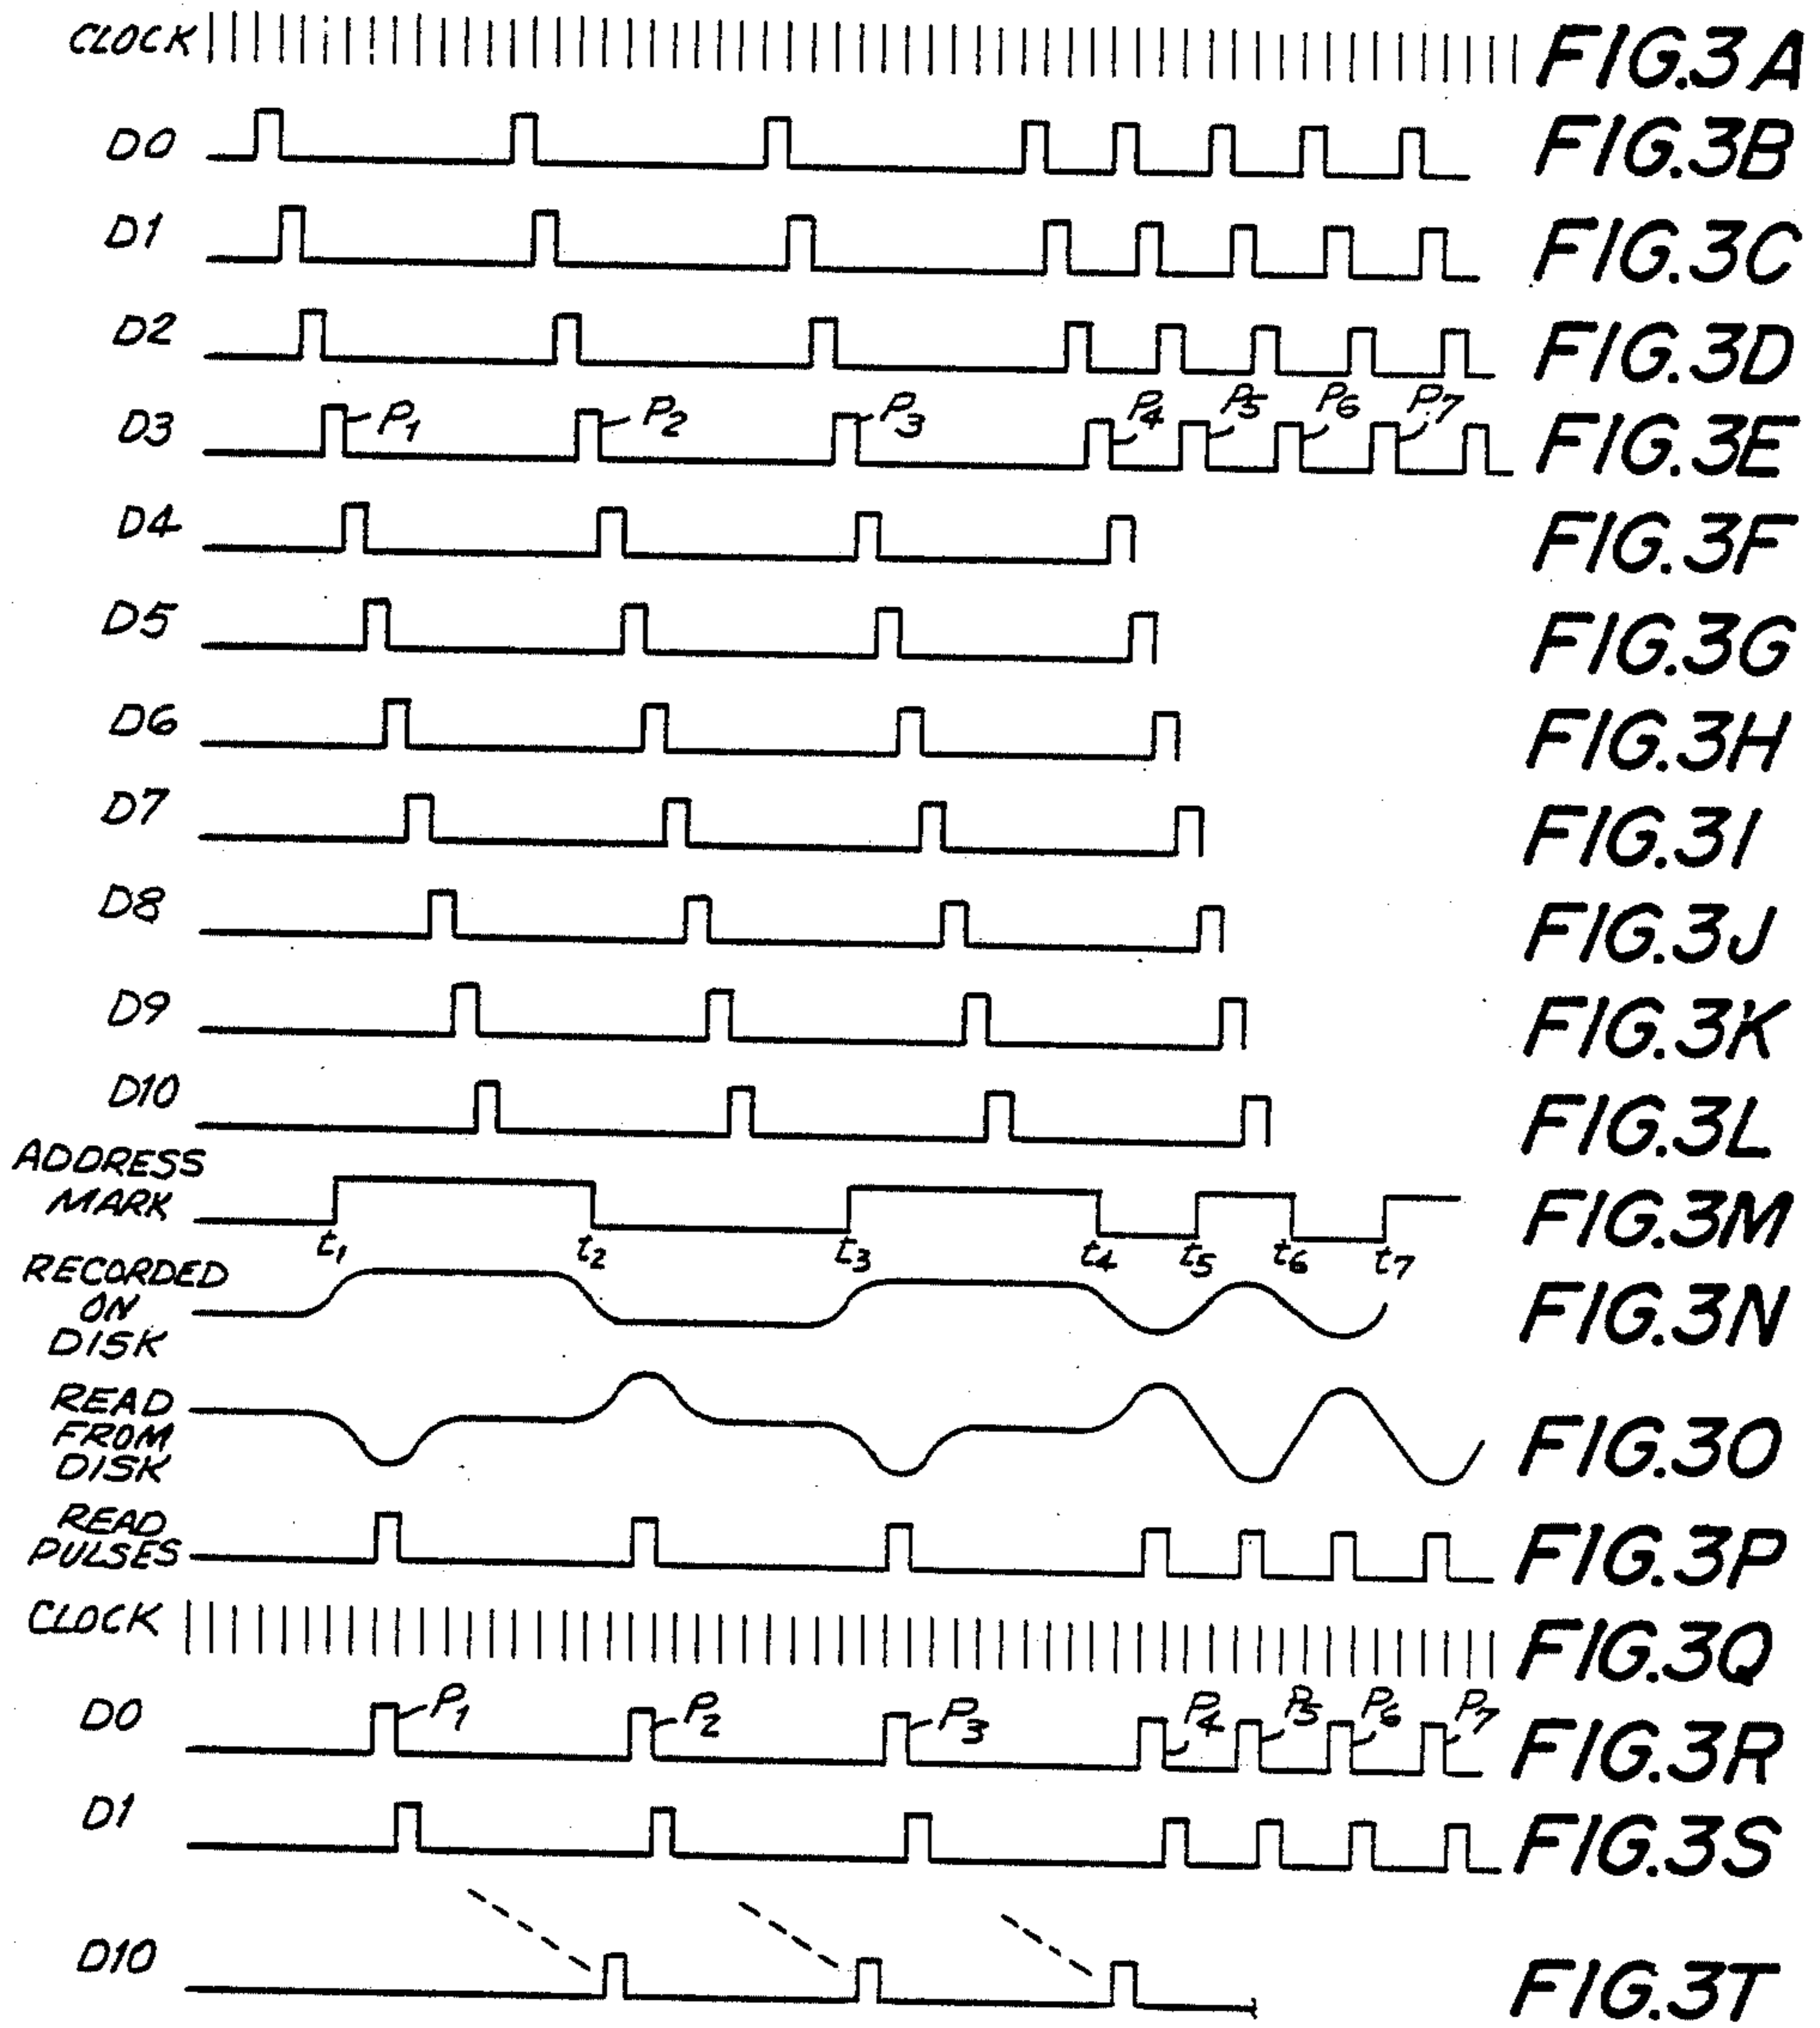 CLOCK FIG.3A
D0 FIG.3B
D1 FIG.3C
D2 FIG.3D
D3 P1 P2 P3 P4 P5 P6 P7 FIG.3E
D4 FIG.3F
D5 FIG.3G
D6 FIG.3H
D7 FIG.3I
D8 FIG.3J
D9 FIG.3K
D10 FIG.3L
ADDRESS
MARK FIG.3M
t1 t2 t3 t4 t5 t6 t7
RECORDED
ON FIG.3N
DISK
READ
FROM FIG.3O
DISK
READ
PULSES FIG.3P
CLOCK FIG.3Q
D0 P1 P2 P3 P4 P5 P6 P7 FIG.3R
D1 FIG.3S
D10 FIG.3T